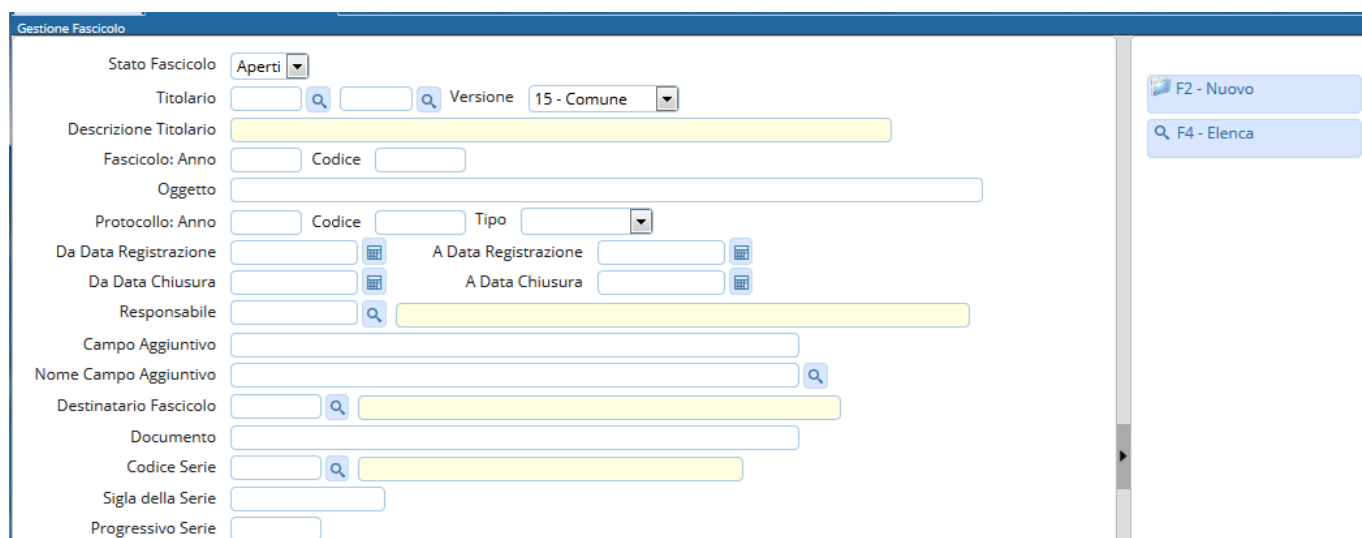 Gestione Fascicolo
Stato Fascicolo Aperti
Titolario Versione 15 - Comune
Descrizione Titolario
Fascicolo: Anno Codice
Oggetto
Protocollo: Anno Codice Tipo
Da Data Registrazione A Data Registrazione
Da Data Chiusura A Data Chiusura
Responsabile
Campo Aggiuntivo
Nome Campo Aggiuntivo
Destinatario Fascicolo
Documento
Codice Serie
Sigla della Serie
Progressivo Serie
F2 - Nuovo
F4 - Elenca